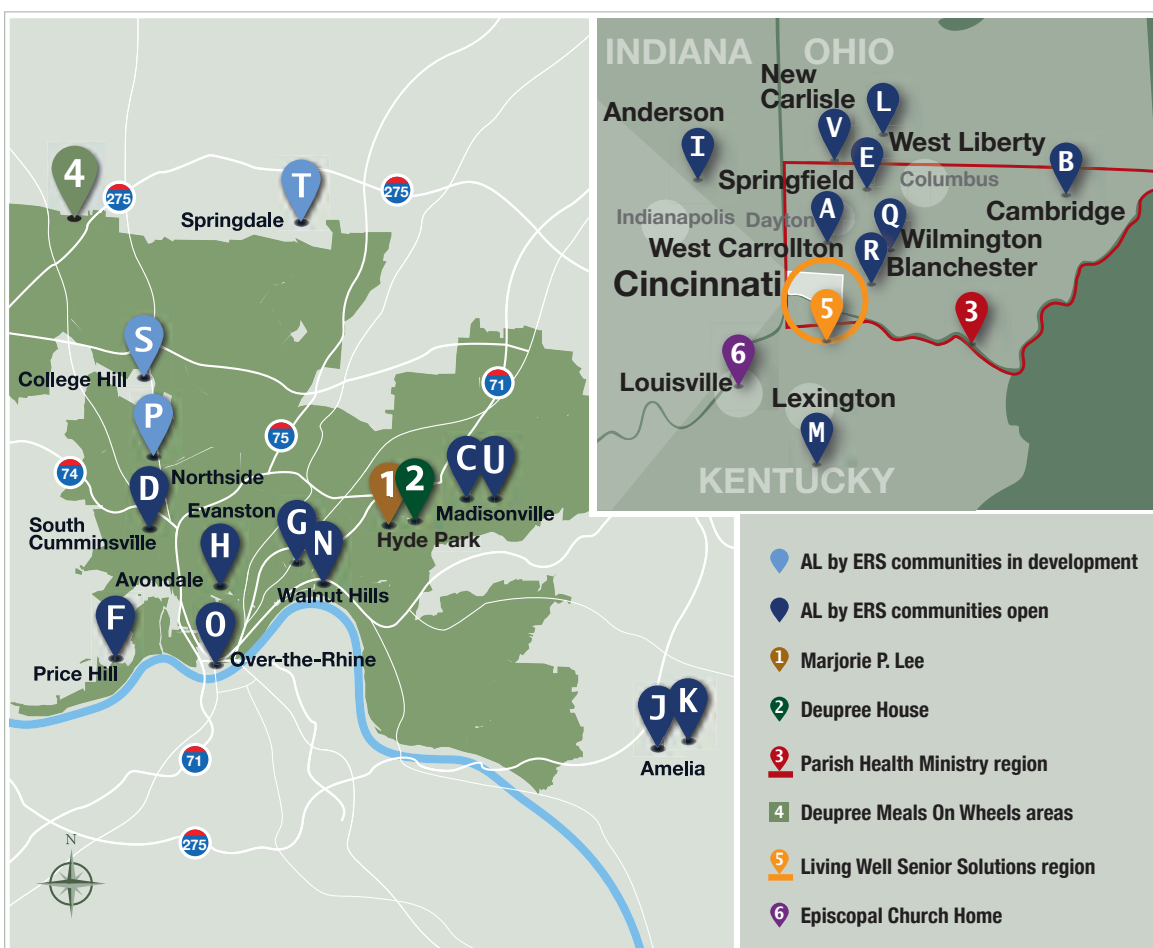 4
275
T
275
Springdale
S
College Hill
71
P
75
74
D
Northside
C U
1
2
Evanston
G
South
Cumminsville
Madisonville
H
N
Hyde Park
Avondale
Walnut Hills
F
O
Over-the-Rhine
Price Hill
J K
71
Amelia
275
N
INDIANA OHIO
New
Carlisle
L
Anderson
V
I
West Liberty
E
B
Springfield
Columbus
Cambridge
Indianapolis
Dayton
A
Q
West Carrollton
Wilmington
R
Blanchester
Cincinnati
5
3
6
Louisville
Lexington
M
KENTUCKY
AL by ERS communities in development
AL by ERS communities open
1 Marjorie P. Lee
2 Deupree House
3 Parish Health Ministry region
4 Deupree Meals On Wheels areas
5 Living Well Senior Solutions region
6 Episcopal Church Home